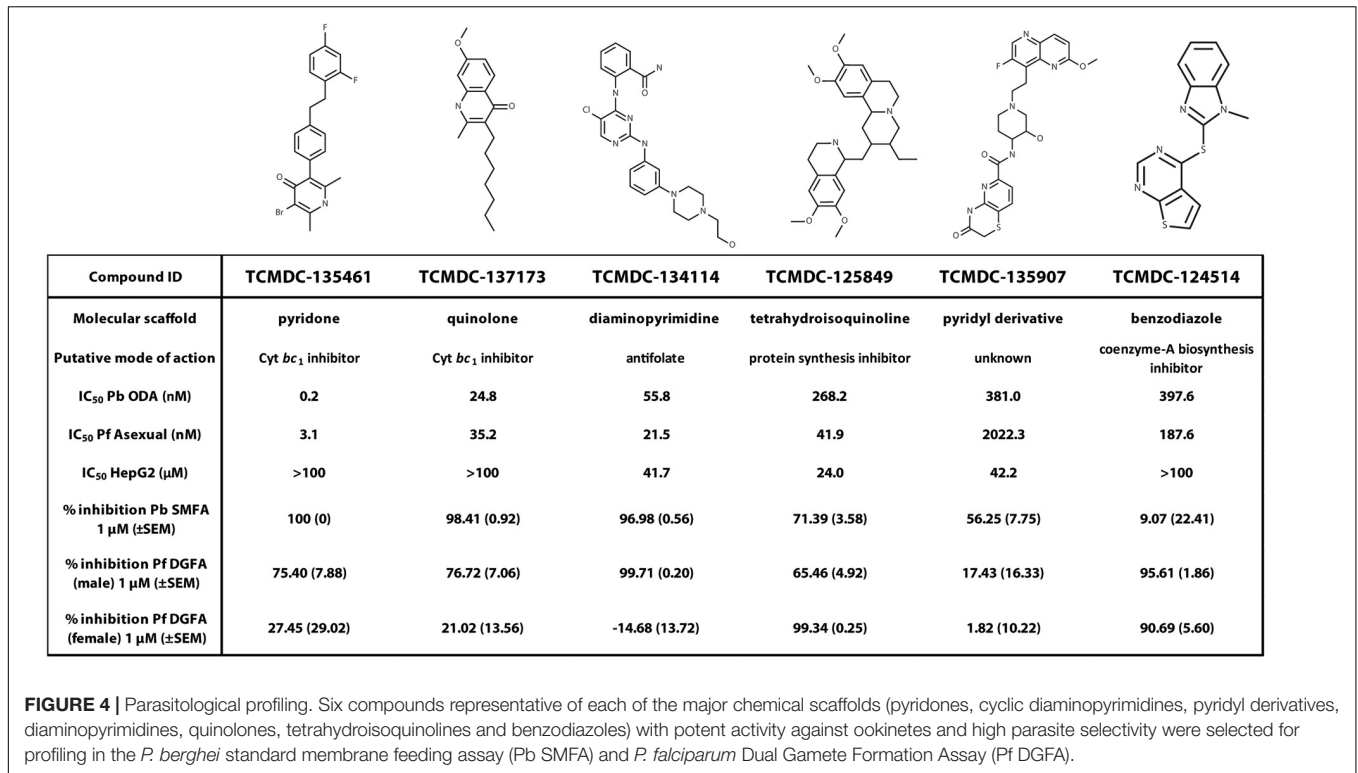 F
F
O
Br
N
O
N
O
N
O
N
Cl
N
N
N
N
N
N
O
O
O
N
N
O
O
N
F
N
O
N
O
O
N
N
N
O
S
N
N
S
N
N
S
Compound ID TCMDC-135461 TCMDC-137173 TCMDC-134114 TCMDC-125849 TCMDC-135907 TCMDC-124514
Molecular scaffold pyridone quinolone diaminopyrimidine tetrahydroisoquinoline pyridyl derivative benzodiazole
Putative mode of action Cyt bc1 inhibitor Cyt bc1 inhibitor antifolate protein synthesis inhibitor unknown coenzyme-A biosynthesis
inhibitor
IC50 Pb ODA (nM) 0.2 24.8 55.8 268.2 381.0 397.6
IC50 Pf Asexual (nM) 3.1 35.2 21.5 41.9 2022.3 187.6
IC50 HepG2 (µM) >100 >100 41.7 24.0 42.2 >100
% inhibition Pb SMFA
1 µM (±SEM) 100 (0) 98.41 (0.92) 96.98 (0.56) 71.39 (3.58) 56.25 (7.75) 9.07 (22.41)
% inhibition Pf DGFA
(male) 1 µM (±SEM) 75.40 (7.88) 76.72 (7.06) 99.71 (0.20) 65.46 (4.92) 17.43 (16.33) 95.61 (1.86)
% inhibition Pf DGFA
(female) 1 µM (±SEM) 27.45 (29.02) 21.02 (13.56) -14.68 (13.72) 99.34 (0.25) 1.82 (10.22) 90.69 (5.60)
FIGURE 4 | Parasitological profiling. Six compounds representative of each of the major chemical scaffolds (pyridones, cyclic diaminopyrimidines, pyridyl derivatives,
diaminopyrimidines, quinolones, tetrahydroisoquinolines and benzodiazoles) with potent activity against ookinetes and high parasite selectivity were selected for
profiling in the P. berghei standard membrane feeding assay (Pb SMFA) and P. falciparum Dual Gamete Formation Assay (Pf DGFA).